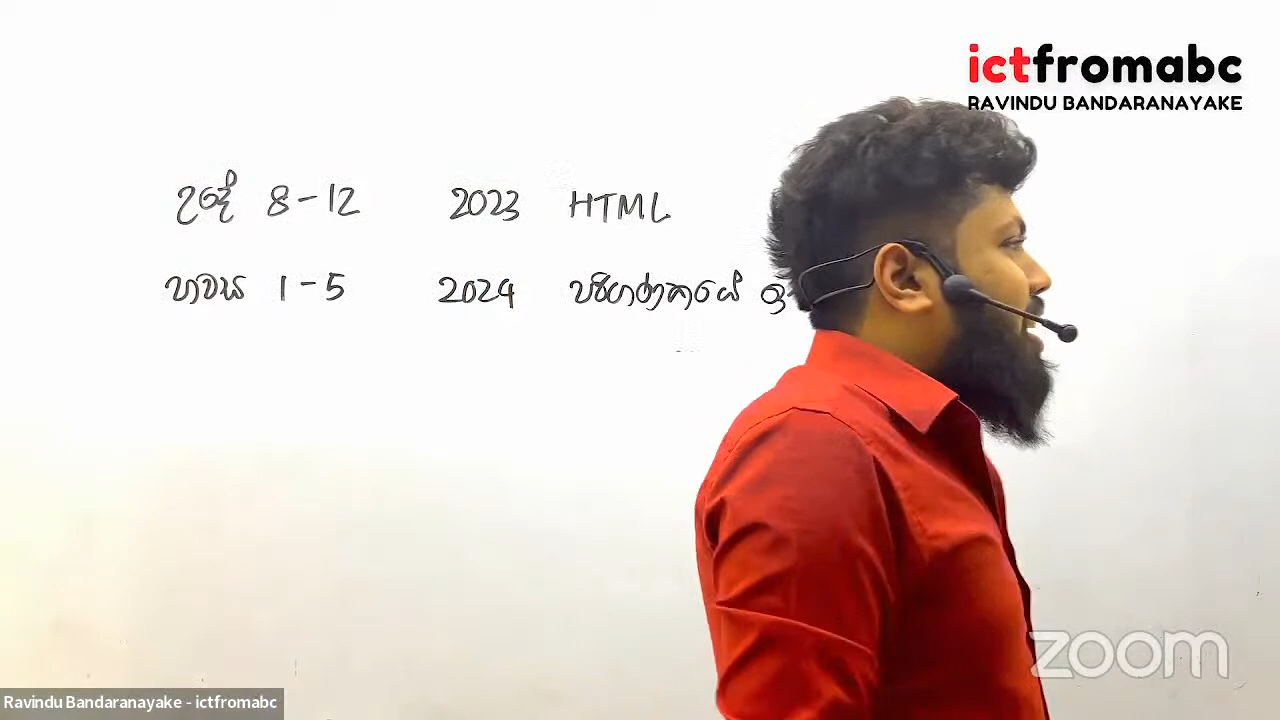 ictfromabc
RAVINDU BANDARANAYAKE
උදේ 8-12 2023 HTML
හවස 1-5 2024 පරිගණකයේ
zoom
Ravindu Bandaranayake - ictfromabc